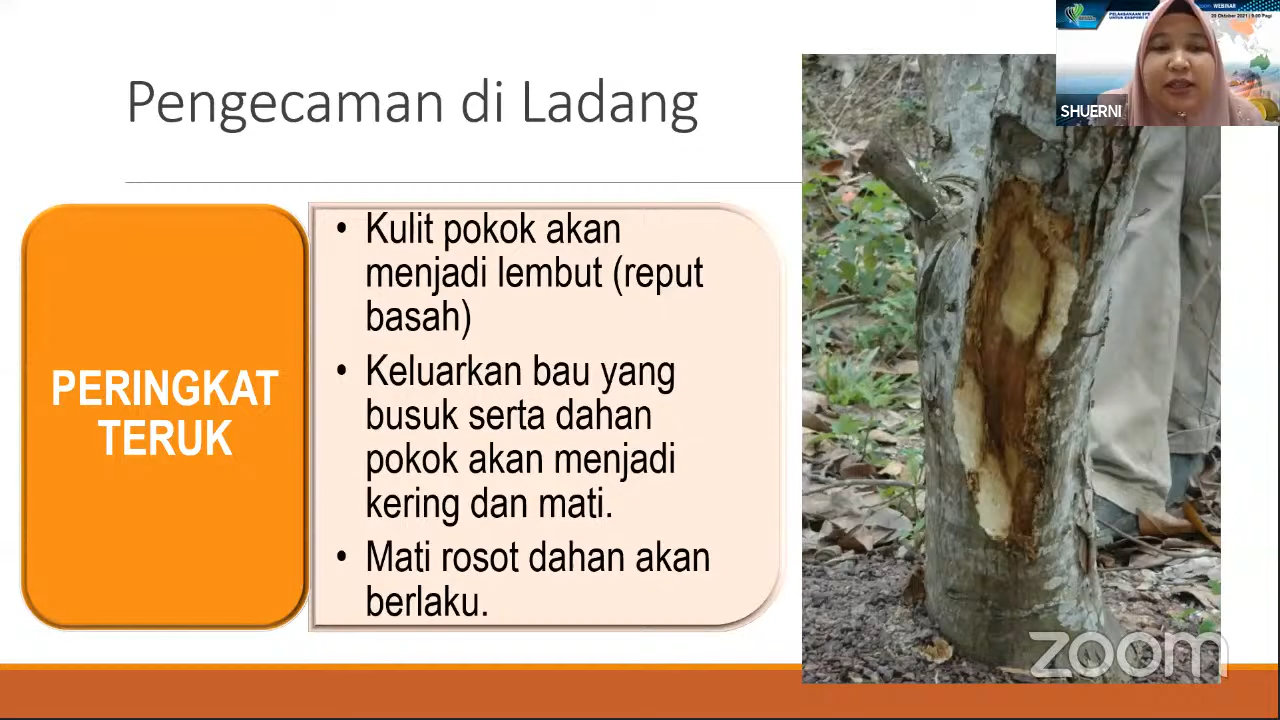 Pengecaman di Ladang
WEBINAR
SHUERNI
PERINGKAT
TERUK
• Kulit pokok akan
menjadi lembut (reput
basah)
• Keluarkan bau yang
busuk serta dahan
pokok akan menjadi
kering dan mati.
• Mati rosot dahan akan
berlaku.
zoom